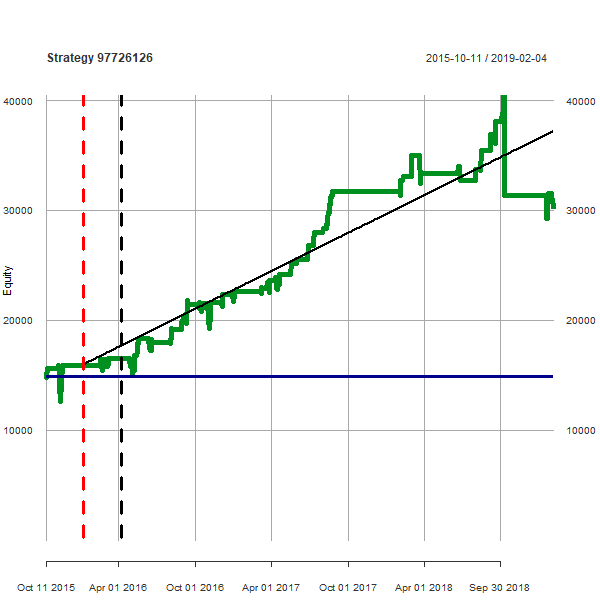 Strategy 97726126 2015-10-11 / 2019-02-04
40000 40000
30000 30000
Equity
20000 20000
10000 10000
Oct 11 2015 Apr 01 2016 Oct 01 2016 Apr 01 2017 Oct 01 2017 Apr 01 2018 Sep 30 2018